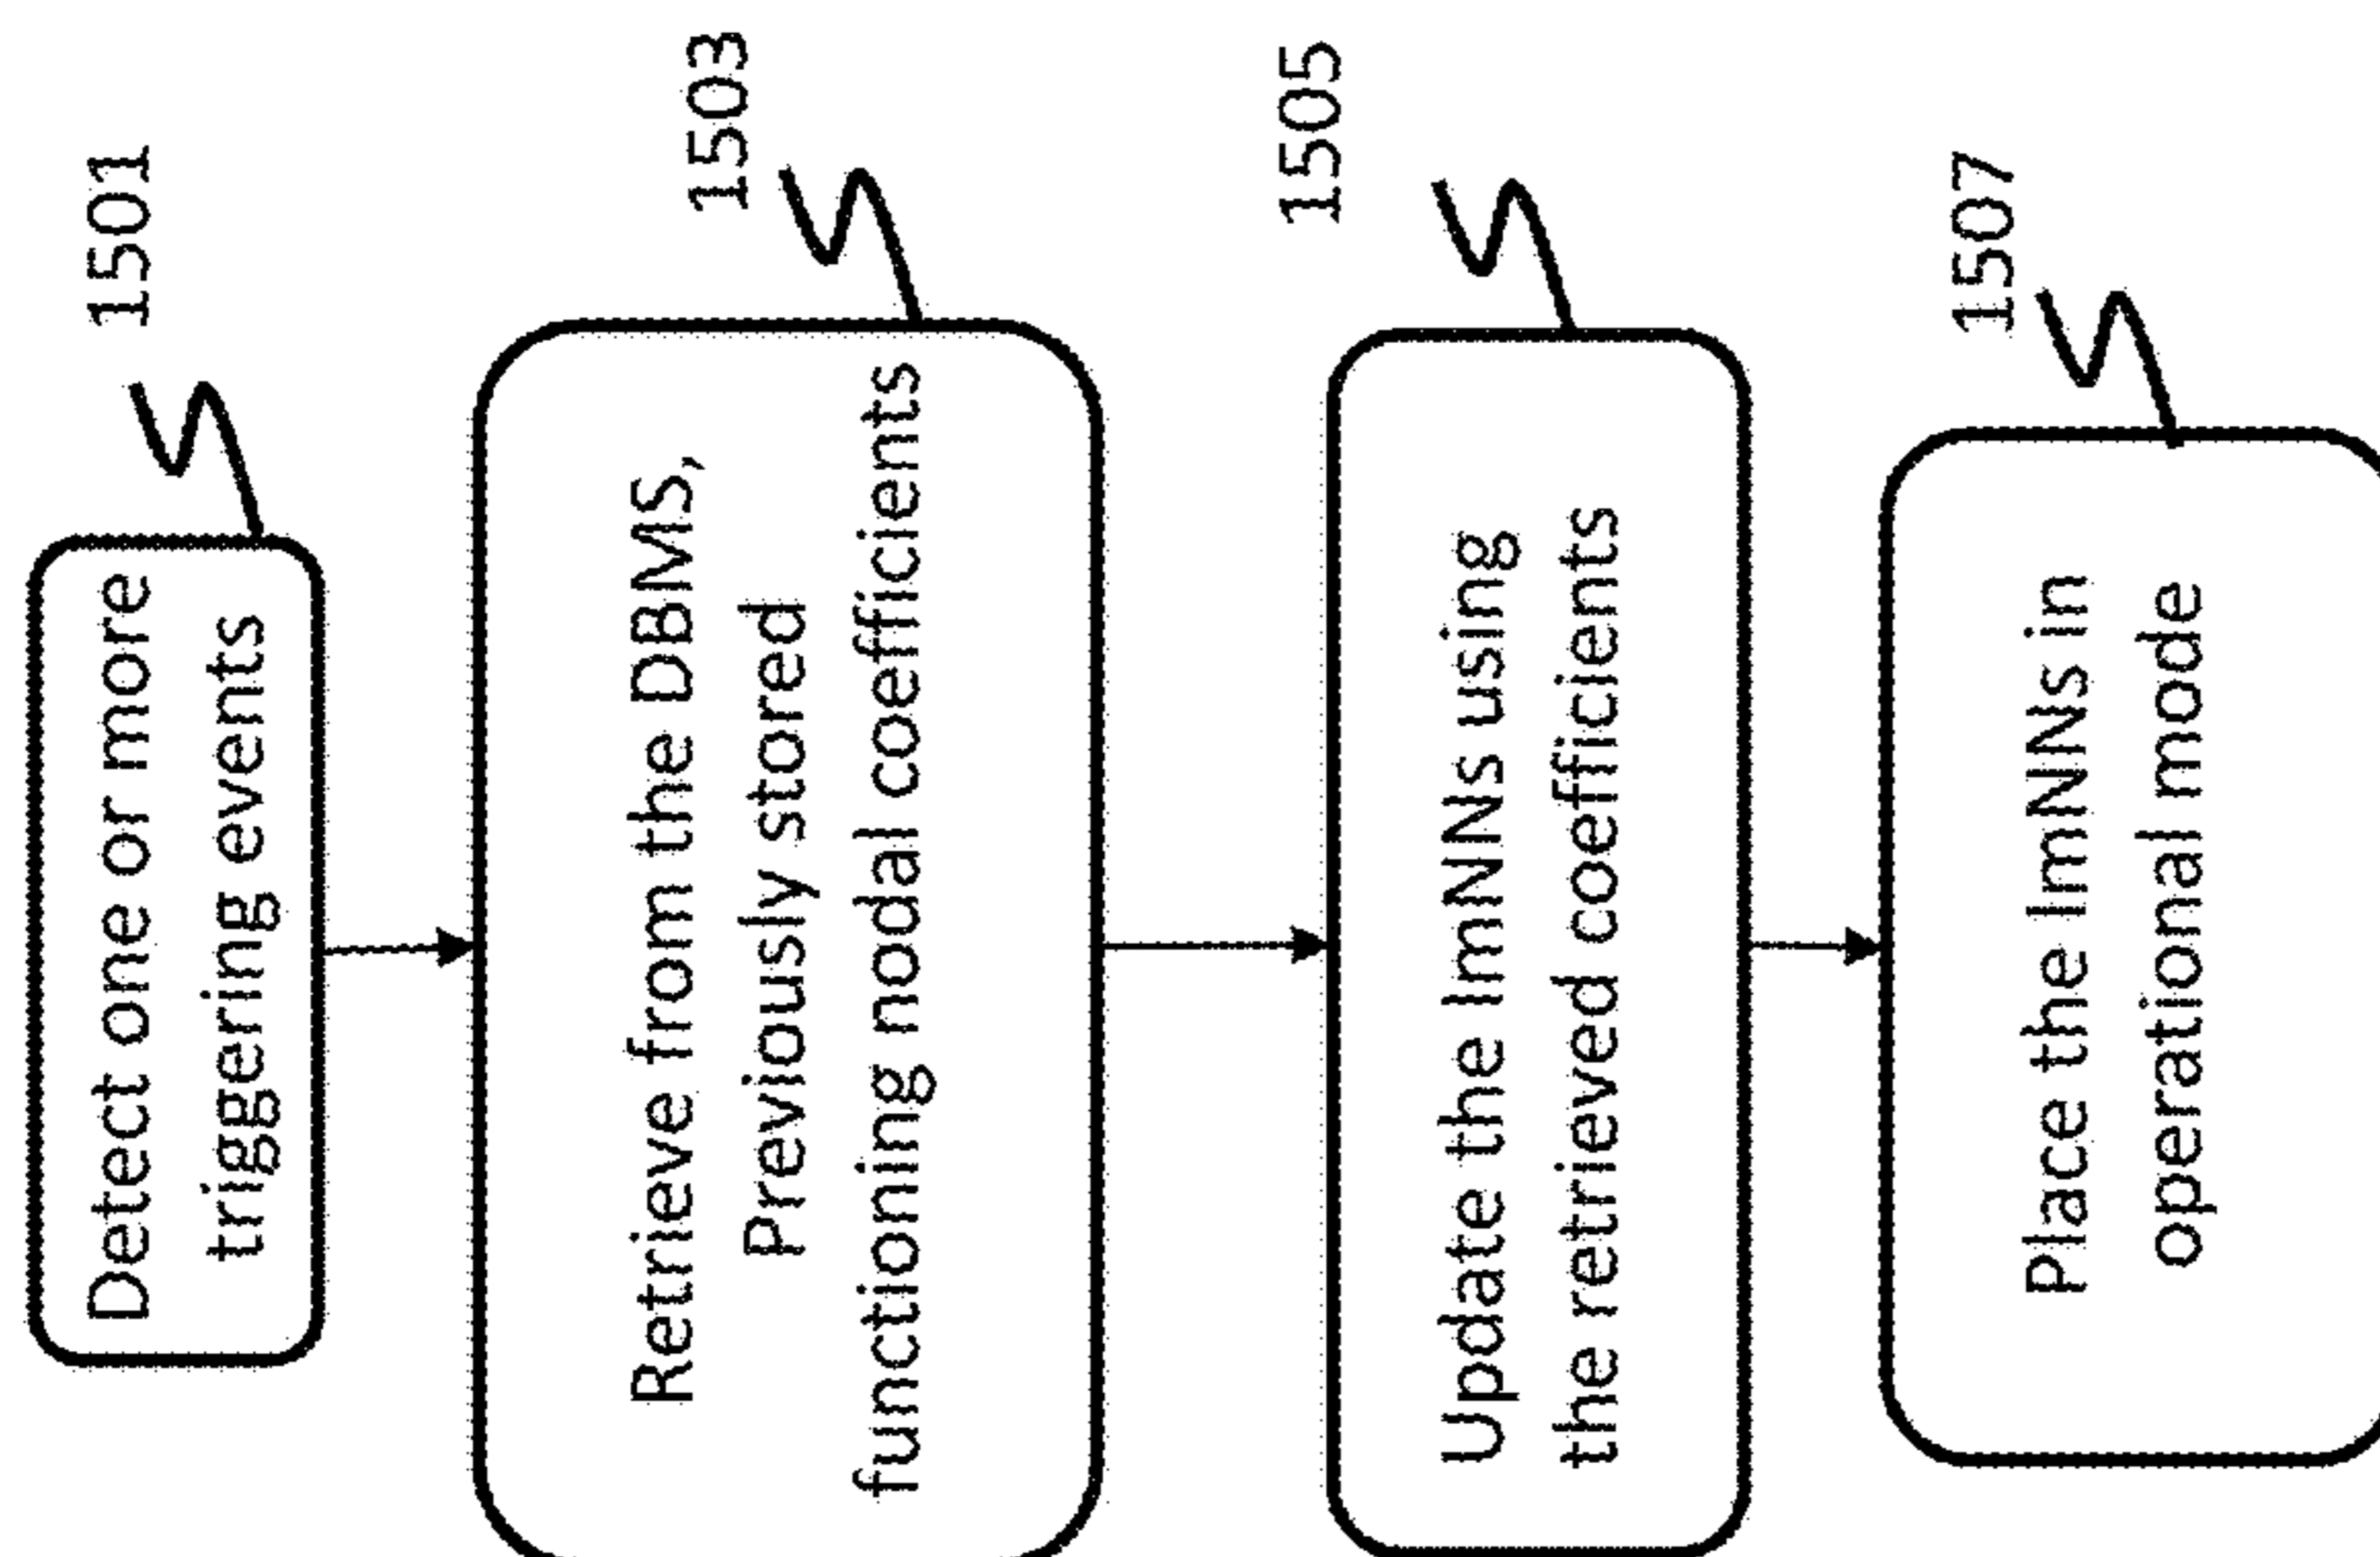 Detect one or more
triggering events
1501
Retrieve from the DBMS,
Previously stored
functioning nodal coefficients
1503
Update the ImNNs using
the retrieved coefficients
1505
Place the ImNNs in
operational mode
1507